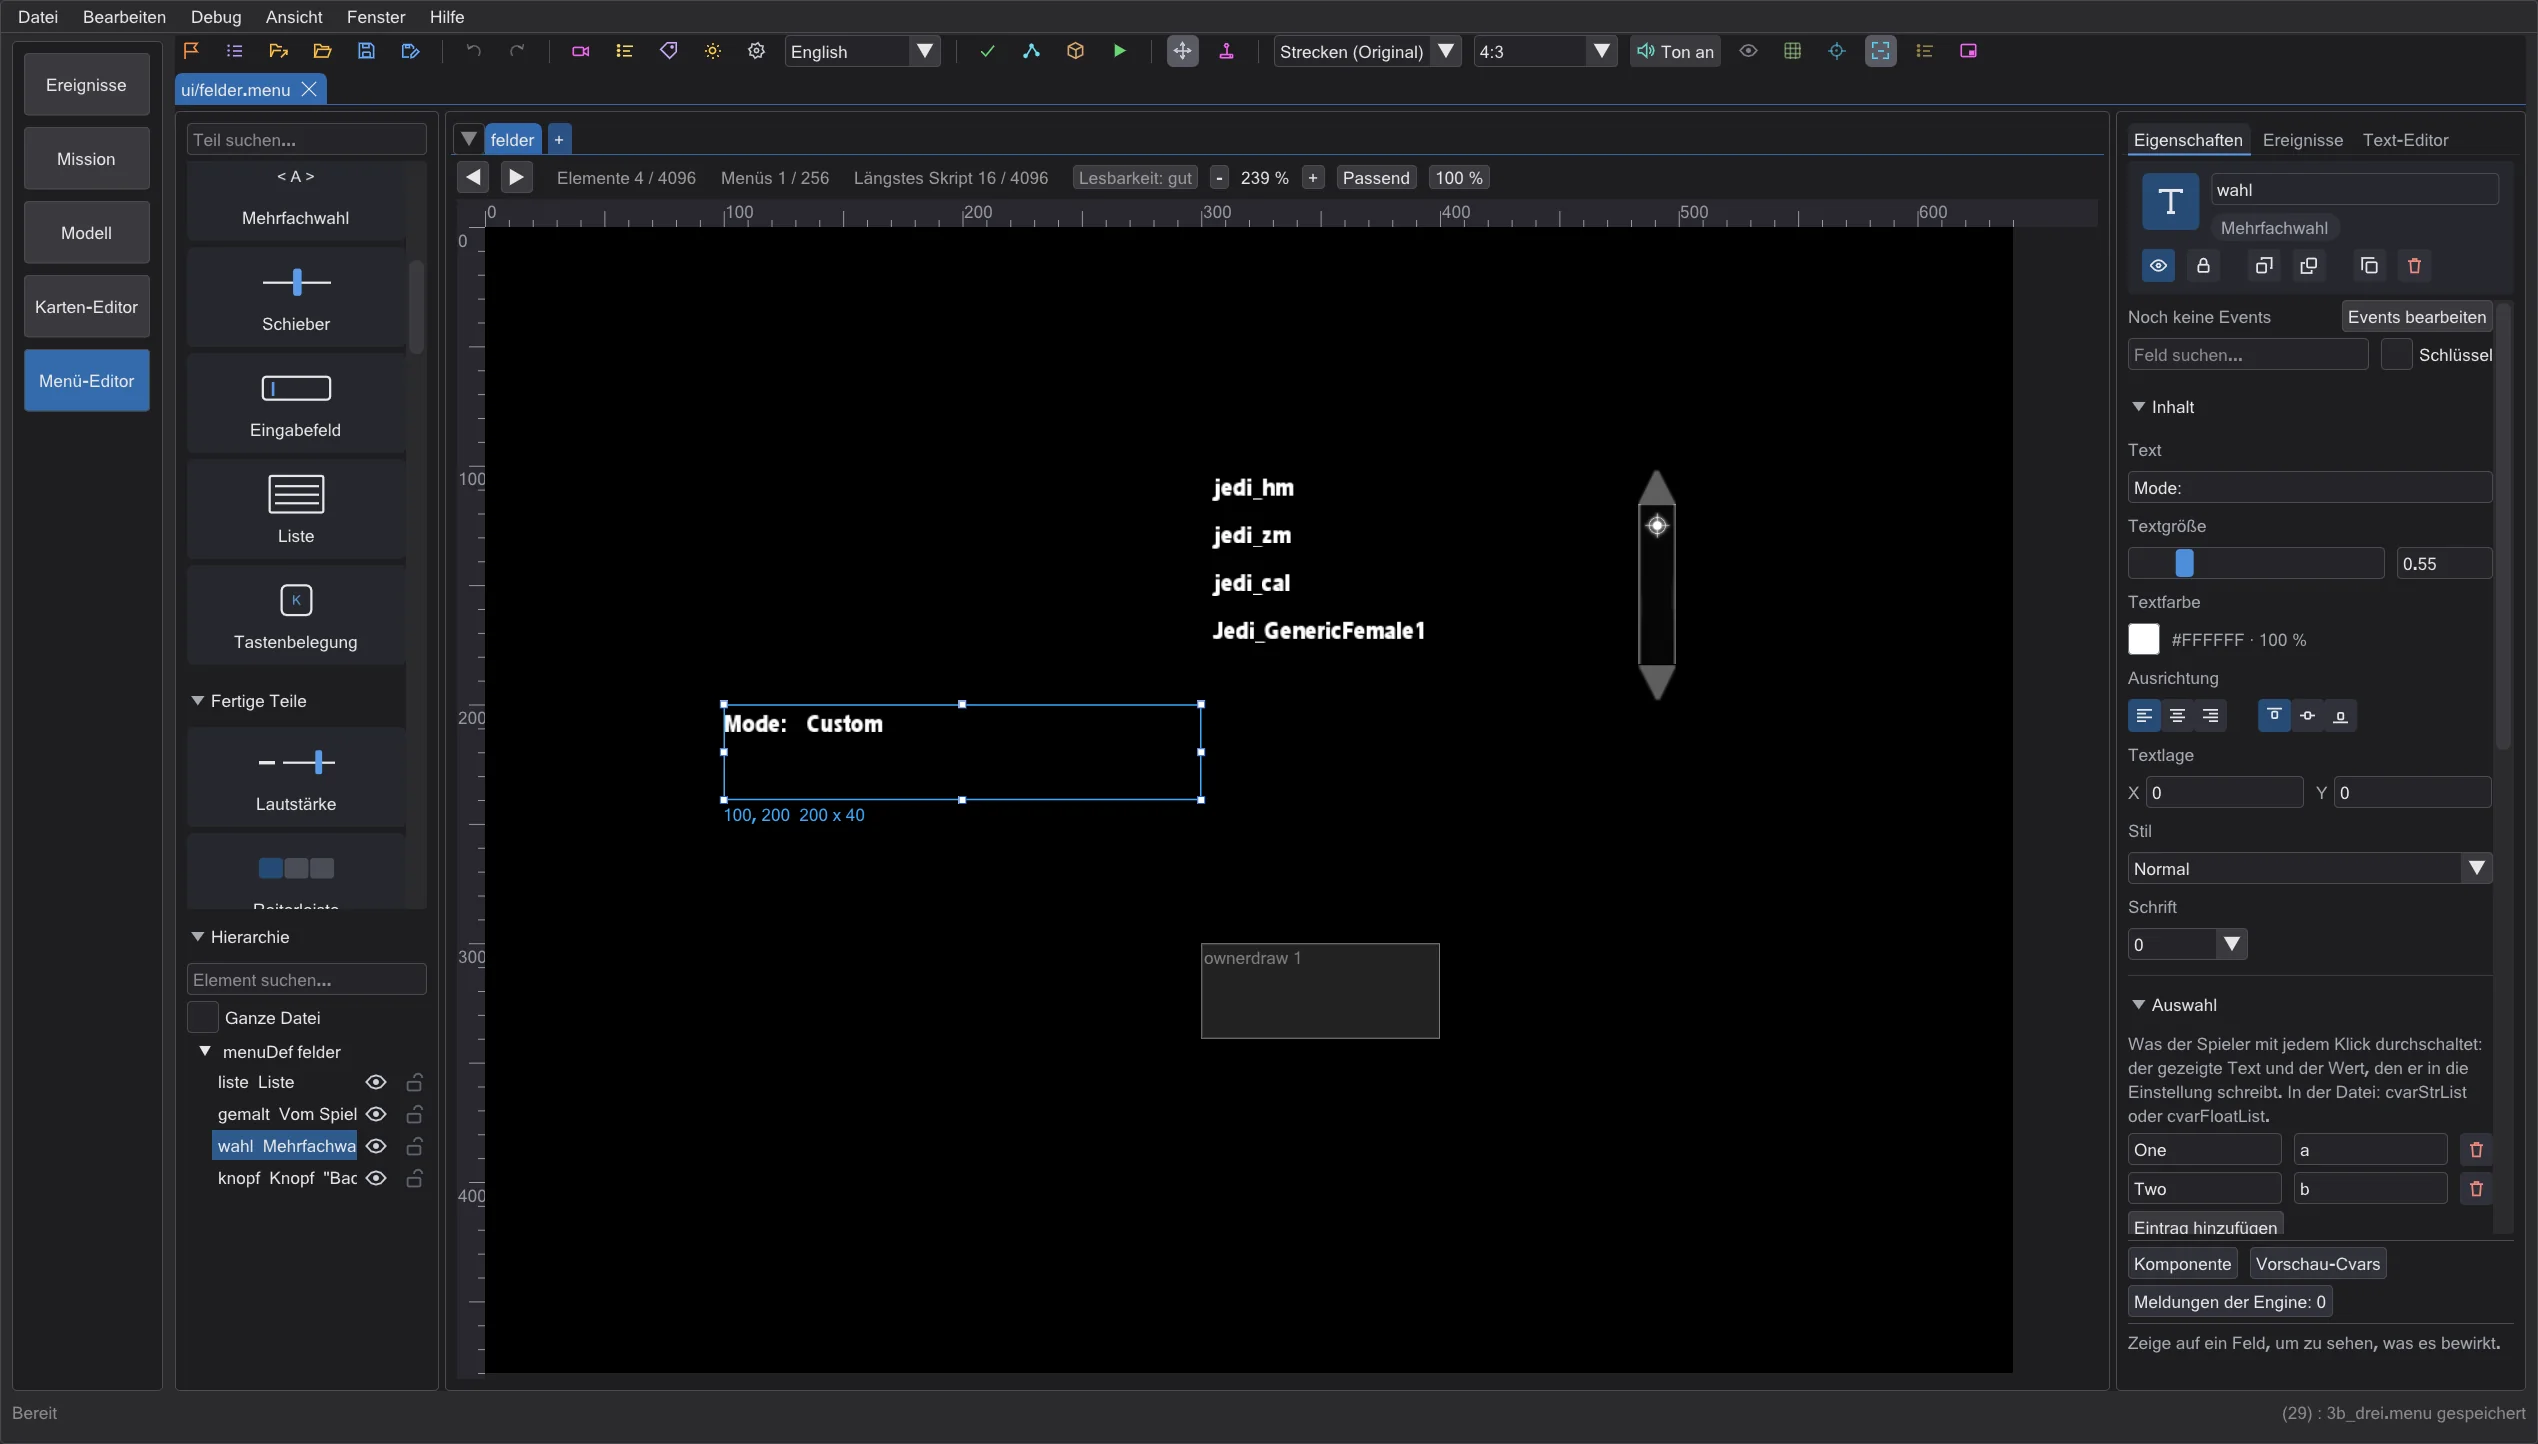 Datei Bearbeiten Debug Ansicht Fenster Hilfe
English Strecken (Original) 4:3 Ton an
ui/felder.menu
Ereignisse
Mission
Modell
Karten-Editor
Menü-Editor
Teil suchen...
< A >
Mehrfachwahl
Schieber
Eingabefeld
Liste
K
Tastenbelegung
Fertige Teile
Lautstärke
Reiterleiste
Hierarchie
Element suchen...
Ganze Datei
menuDef felder
liste Liste
gemalt Vom Spiel
wahl Mehrfachwa
knopf Knopf "Bac
felder +
Elemente 4 / 4096 Menüs 1 / 256 Längstes Skript 16 / 4096 Lesbarkeit: gut - 239 % + Passend 100 %
0 100 200 300 400 500 600
0
100
200
300
400
jedi_hm
jedi_zm
jedi_cal
Jedi_GenericFemale1
Mode: Custom
100, 200 200 x 40
ownerdraw 1
Eigenschaften Ereignisse Text-Editor
T
wahl
Mehrfachwahl
Noch keine Events Events bearbeiten
Feld suchen... Schlüssel
Inhalt
Text
Mode:
Textgröße
0.55
Textfarbe
#FFFFFF · 100 %
Ausrichtung
Textlage
X 0 Y 0
Stil
Normal
Schrift
0
Auswahl
Was der Spieler mit jedem Klick durchschaltet:
der gezeigte Text und der Wert, den er in die
Einstellung schreibt. In der Datei: cvarStrList
oder cvarFloatList.
One a
Two b
Eintrag hinzufügen
Komponente Vorschau-Cvars
Meldungen der Engine: 0
Zeige auf ein Feld, um zu sehen, was es bewirkt.
Bereit
(29) : 3b_drei.menu gespeichert